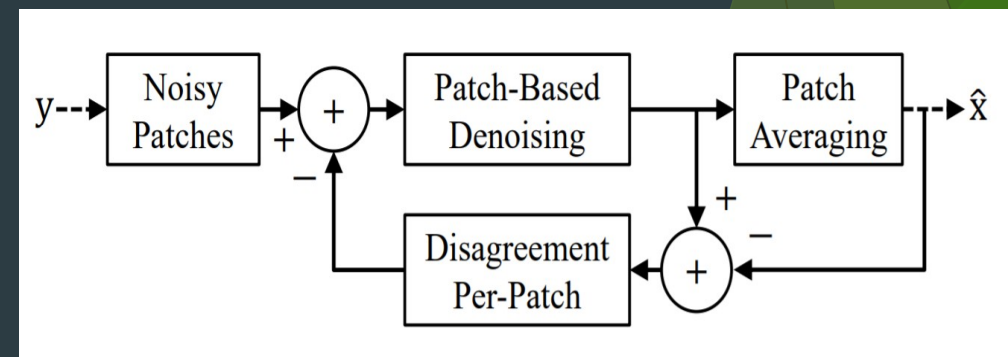 y
Noisy
Patches
+
−
+
Patch-Based
Denoising
Patch
Averaging
x̂
+
−
Disagreement
Per-Patch
+